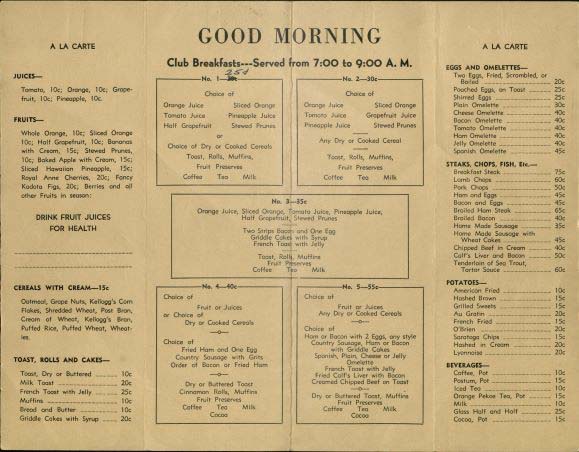 A LA CARTE
JUICES—
Tomato, 10c; Orange, 10c; Grape-
fruit, 10c; Pineapple, 10c.
FRUITS—
Whole Orange, 10c; Sliced Orange
10c; Half Grapefruit, 10c; Bananas
with Cream, 15c; Stewed Prunes,
10c; Baked Apple with Cream, 15c;
Sliced Hawaiian Pineapple, 15c;
Royal Anne Cherries, 20c; Fancy
Kadota Figs, 20c; Berries and all
other Fruits in season:
DRINK FRUIT JUICES
FOR HEALTH
CEREALS WITH CREAM—15c
Oatmeal, Grape Nuts, Kellogg's Corn
Flakes, Shredded Wheat, Post Bran,
Cream of Wheat, Kellogg's Bran,
Puffed Rice, Puffed Wheat, Wheat-
ies.
TOAST, ROLLS AND CAKES—
Toast, Dry or Buttered 10c
Milk Toast 20c
French Toast with Jelly 25c
Muffins 10c
Bread and Butter 10c
Griddle Cakes with Syrup 20c
GOOD MORNING
Club Breakfasts---Served from 7:00 to 9:00 A. M.
25¢
No. 1—30c
Choice of
Orange Juice Sliced Orange
Tomato Juice Pineapple Juice
Half Grapefruit Stewed Prunes
or
Choice of Dry or Cooked Cereals
Toast, Rolls, Muffins,
Fruit Preserves
Coffee Tea Milk
No. 2—30c
Choice of
Orange Juice Sliced Orange
Tomato Juice Grapefruit Juice
Pineapple Juice Stewed Prunes
Any Dry or Cooked Cereal
Toast, Rolls, Muffins,
Fruit Preserves
Coffee Tea Milk
No. 3—35c
Orange Juice, Sliced Orange, Tomato Juice, Pineapple Juice,
Half Grapefruit, Stewed Prunes
Two Strips Bacon and One Egg
Griddle Cakes with Syrup
French Toast with Jelly
Toast, Rolls, Muffins
Fruit Preserves
Coffee Tea Milk
No. 4—40c
Choice of
Fruit or Juices
or Choice of
Dry or Cooked Cereals
Choice of
Fried Ham and One Egg
Country Sausage with Grits
Order of Bacon or Fried Ham
Dry or Buttered Toast
Cinnamon Rolls, Muffins
Fruit Preserves
Coffee Tea Milk
Cocoa
No. 5—55c
Choice of
Fruit or Juices
Any Dry or Cooked Cereals
Choice of
Ham or Bacon with 2 Eggs, any style
Country Sausage, Ham or Bacon
with Griddle Cakes
Spanish, Plain, Cheese or Jelly
Omelette
French Toast with Jelly
Fried Calf's Liver with Bacon
Creamed Chipped Beef on Toast
Dry or Buttered Toast, Muffins
Fruit Preserves
Coffee Tea Milk
Cocoa
A LA CARTE
EGGS AND OMELETTES—
Two Eggs, Fried, Scrambled, or
Boiled 20c
Poached Eggs, on Toast 25c
Shirred Eggs 25c
Plain Omelette 30c
Cheese Omelette 40c
Bacon Omelette 40c
Tomato Omelette 40c
Ham Omelette 40c
Jelly Omelette 40c
Spanish Omelette 45c
STEAKS, CHOPS, FISH, Etc.—
Breakfast Steak 75c
Lamb Chops 60c
Pork Chops 50c
Ham and Eggs 45c
Bacon and Eggs 45c
Broiled Ham Steak 65c
Broiled Bacon 40c
Home Made Sausage 35c
Home Made Sausage with
Wheat Cakes 45c
Chipped Beef in Cream 40c
Calf's Liver and Bacon 50c
Tenderloin of Sea Trout,
Tartar Sauce 60c
POTATOES—
American Fried 10c
Hashed Brown 15c
Grilled Sweets 15c
Au Gratin 20c
French Fried 15c
O'Brien 20c
Saratoga Chips 15c
Hashed in Cream 20c
Lyonnaise 20c
BEVERAGES—
Coffee, Pot 10c
Postum, Pot 15c
Iced Tea 10c
Orange Pekoe Tea, Pot 15c
Milk 10c
Glass Half and Half 25c
Cocoa, Pot 15c